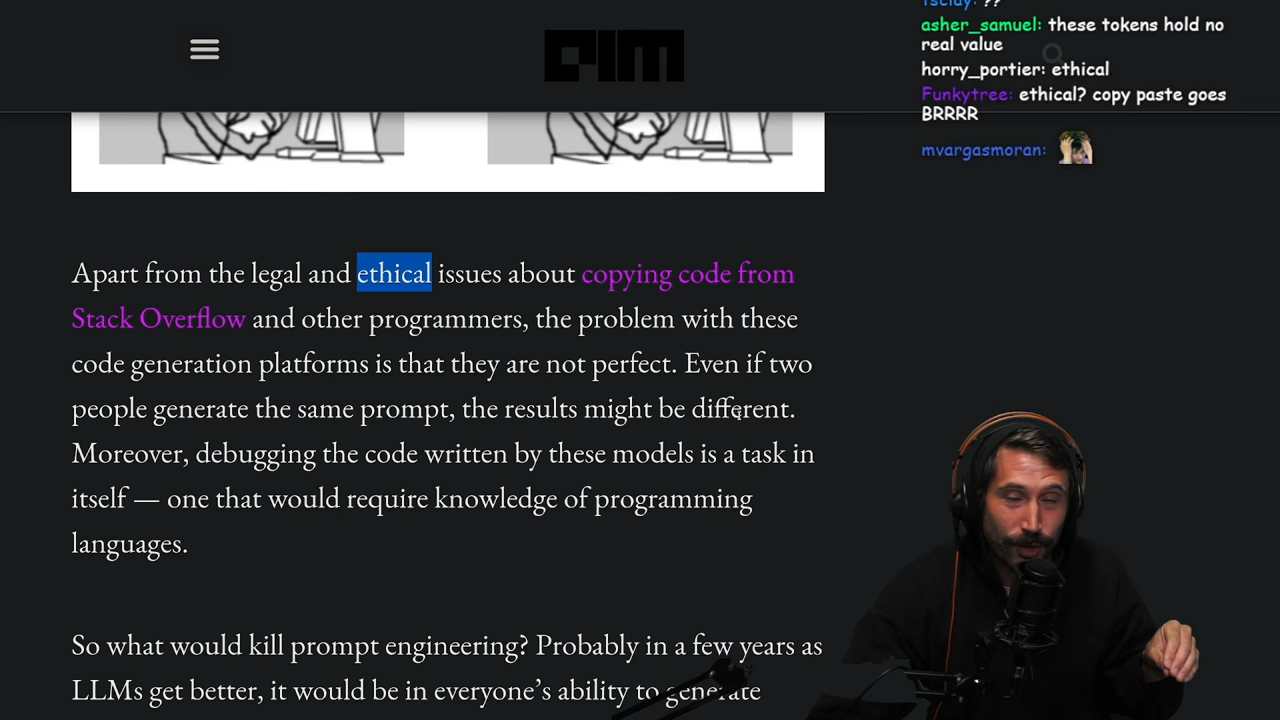 AIM
tsclay: ??
asher_samuel: these tokens hold no
real value
horry_portier: ethical
Funkytree: ethical? copy paste goes
BRRRR
mvargasmoran:
Apart from the legal and ethical issues about copying code from
Stack Overflow and other programmers, the problem with these
code generation platforms is that they are not perfect. Even if two
people generate the same prompt, the results might be different.
Moreover, debugging the code written by these models is a task in
itself — one that would require knowledge of programming
languages.
So what would kill prompt engineering? Probably in a few years as
LLMs get better, it would be in everyone’s ability to generate